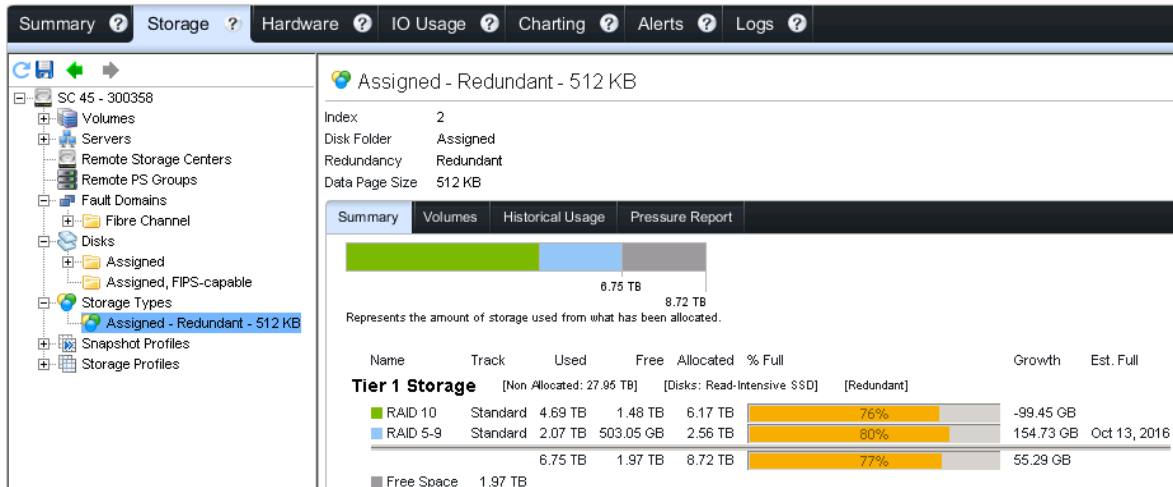 Summary ? Storage ? Hardware ? IO Usage ? Charting ? Alerts ? Logs ?
SC 45 - 300358
Volumes
Servers
Remote Storage Centers
Remote PS Groups
Fault Domains
Fibre Channel
Disks
Assigned
Assigned, FIPS-capable
Storage Types
Assigned - Redundant - 512 KB
Snapshot Profiles
Storage Profiles
Assigned - Redundant - 512 KB
Index 2
Disk Folder Assigned
Redundancy Redundant
Data Page Size 512 KB
Summary Volumes Historical Usage Pressure Report
6.75 TB
8.72 TB
Represents the amount of storage used from what has been allocated.
Name Track Used Free Allocated % Full Growth Est. Full
Tier 1 Storage [Non Allocated: 27.95 TB] [Disks: Read-Intensive SSD] [Redundant]
RAID 10 Standard 4.69 TB 1.48 TB 6.17 TB 76% -99.45 GB
RAID 5-9 Standard 2.07 TB 503.05 GB 2.56 TB 80% 154.73 GB Oct 13, 2016
6.75 TB 1.97 TB 8.72 TB 77% 55.29 GB
Free Space 1.97 TB